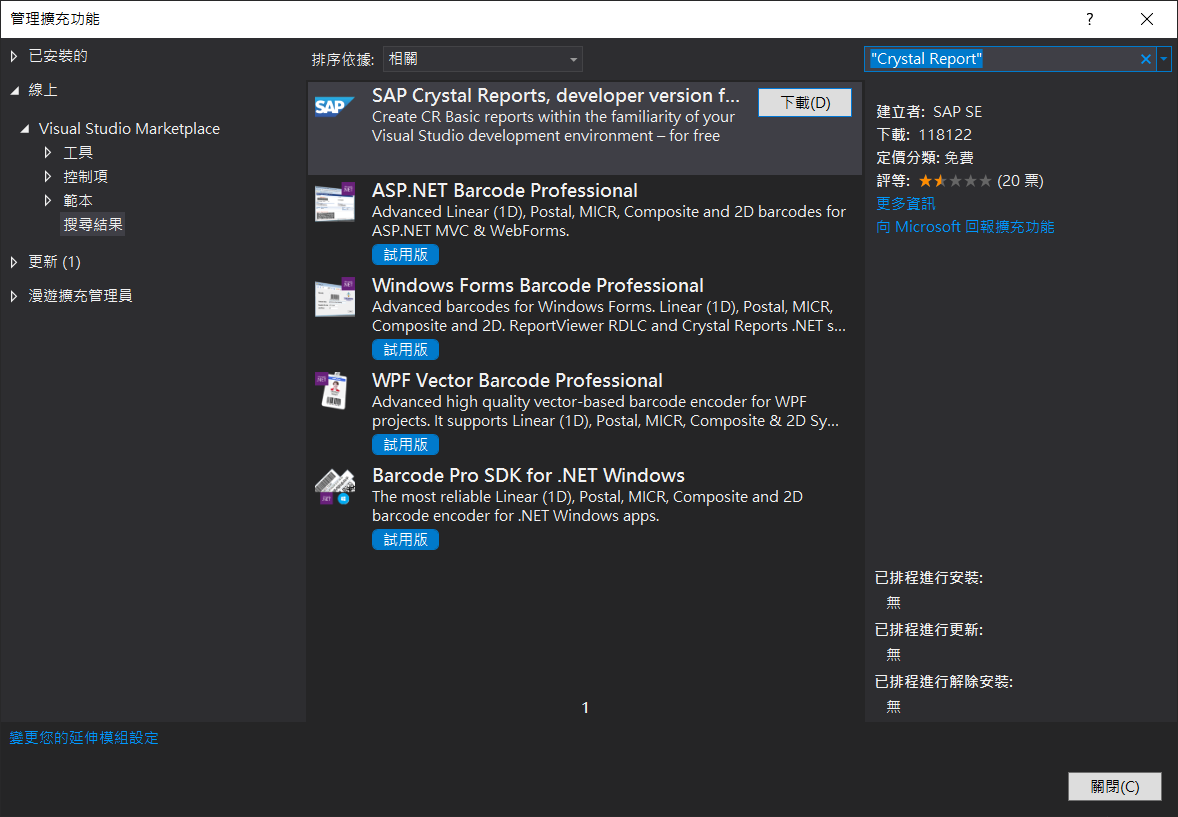 管理擴充功能
?
已安裝的
線上
Visual Studio Marketplace
工具
控制項
範本
搜尋結果
更新 (1)
漫遊擴充管理員
排序依據: 相關
SAP
SAP Crystal Reports, developer version f...
下載(D)
Create CR Basic reports within the familiarity of your
Visual Studio development environment – for free
ASP.NET Barcode Professional
Advanced Linear (1D), Postal, MICR, Composite and 2D barcodes for
ASP.NET MVC & WebForms.
試用版
Windows Forms Barcode Professional
Advanced barcodes for Windows Forms. Linear (1D), Postal, MICR,
Composite and 2D. ReportViewer RDLC and Crystal Reports .NET s...
試用版
WPF Vector Barcode Professional
Advanced high quality vector-based barcode encoder for WPF
projects. It supports Linear (1D), Postal, MICR, Composite & 2D Sy...
試用版
Barcode Pro SDK for .NET Windows
The most reliable Linear (1D), Postal, MICR, Composite and 2D
barcode encoder for .NET Windows apps.
試用版
1
"Crystal Report"
建立者: SAP SE
下載: 118122
定價分類: 免費
評等: (20 票)
更多資訊
向 Microsoft 回報擴充功能
已排程進行安裝:
無
已排程進行更新:
無
已排程進行解除安裝:
無
變更您的延伸模組設定
關閉(C)